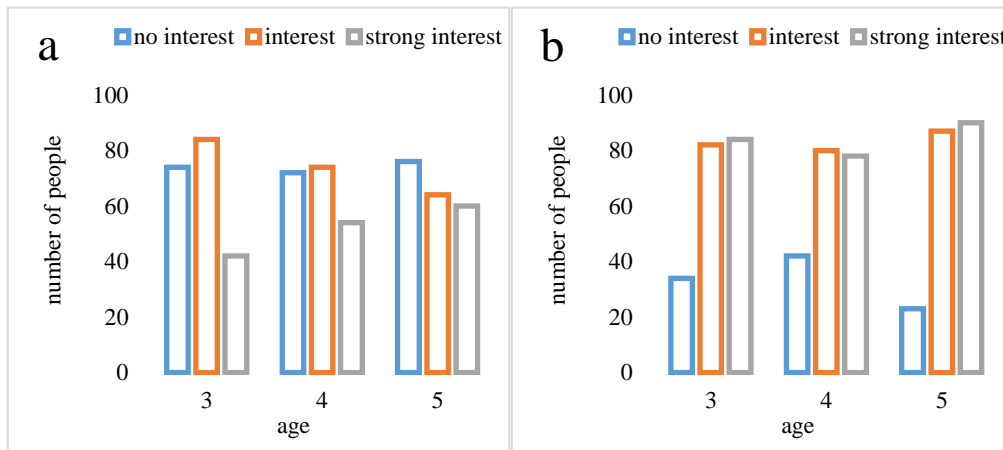 a
no interest interest strong interest
100
80
60
40
20
0
number of people
3 4 5
age
b
no interest interest strong interest
100
80
60
40
20
0
number of people
3 4 5
age